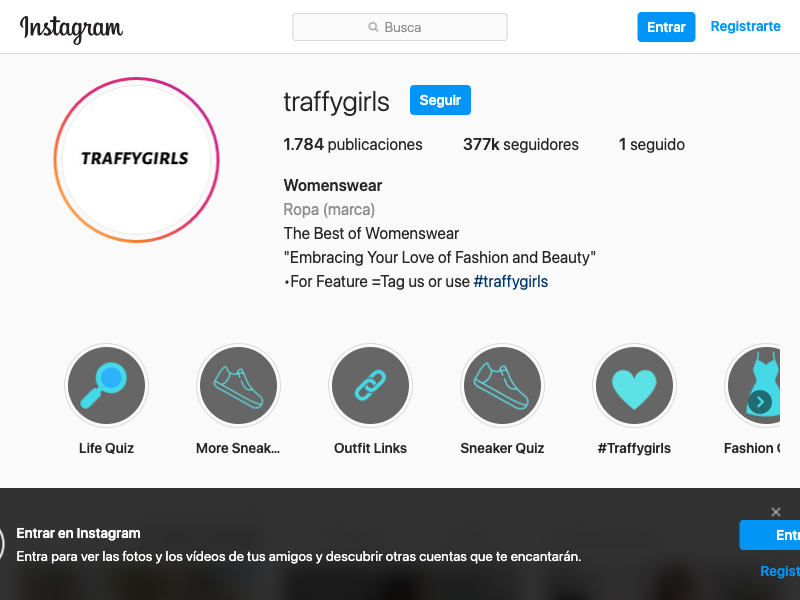 Instagram
Busca
Entrar
Registrarte
TRAFFYGIRLS
traffygirls
Seguir
1.784 publicaciones
377k seguidores
1 seguido
Womenswear
Ropa (marca)
The Best of Womenswear
"Embracing Your Love of Fashion and Beauty"
•For Feature =Tag us or use #traffygirls
Life Quiz
More Sneak...
Outfit Links
Sneaker Quiz
#Traffygirls
Fashion
Entrar en Instagram
Entra para ver las fotos y los vídeos de tus amigos y descubrir otras cuentas que te encantarán.
Entr
Regist